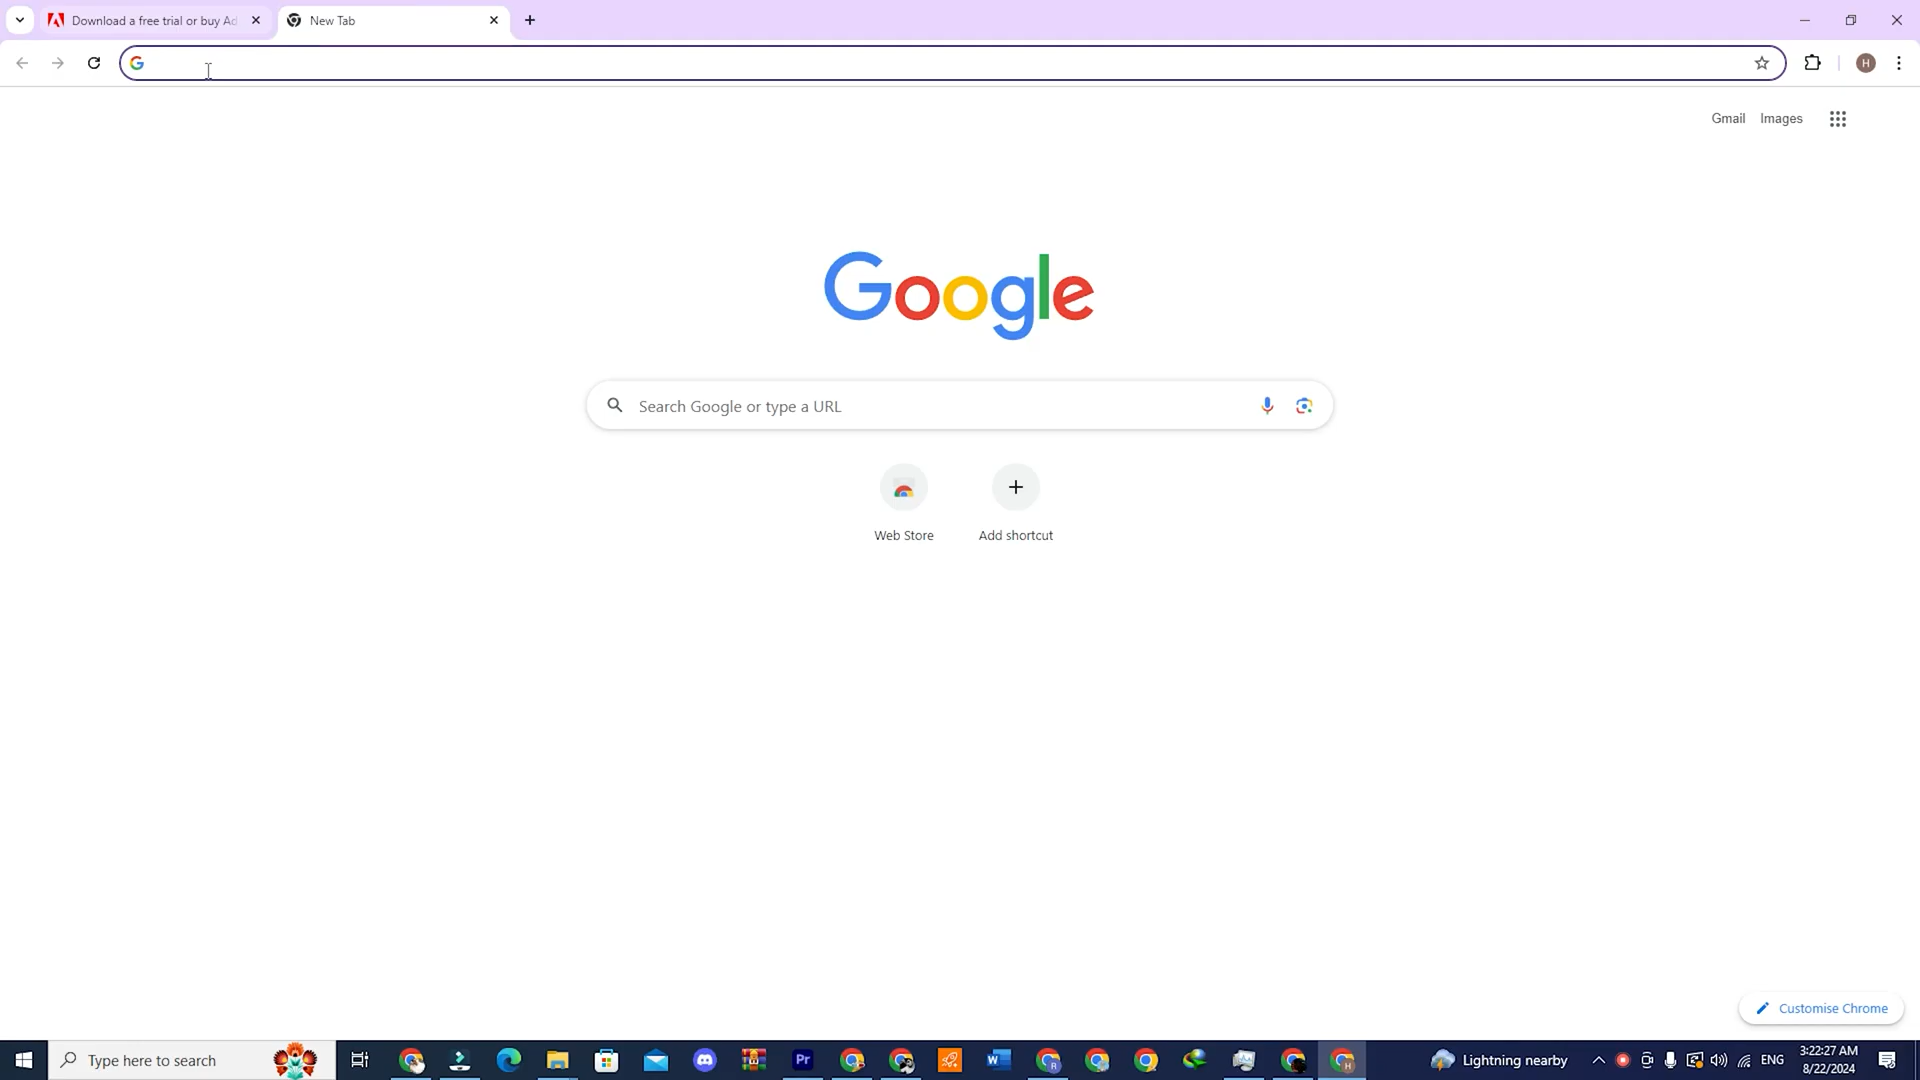 Download a free trial or buy Ad
New Tab
G
H
Gmail Images
Google
Search Google or type a URL
Web Store
Add shortcut
Customise Chrome
Type here to search
Pr
W
R
H
Lightning nearby
ENG
3:22:27 AM
8/22/2024